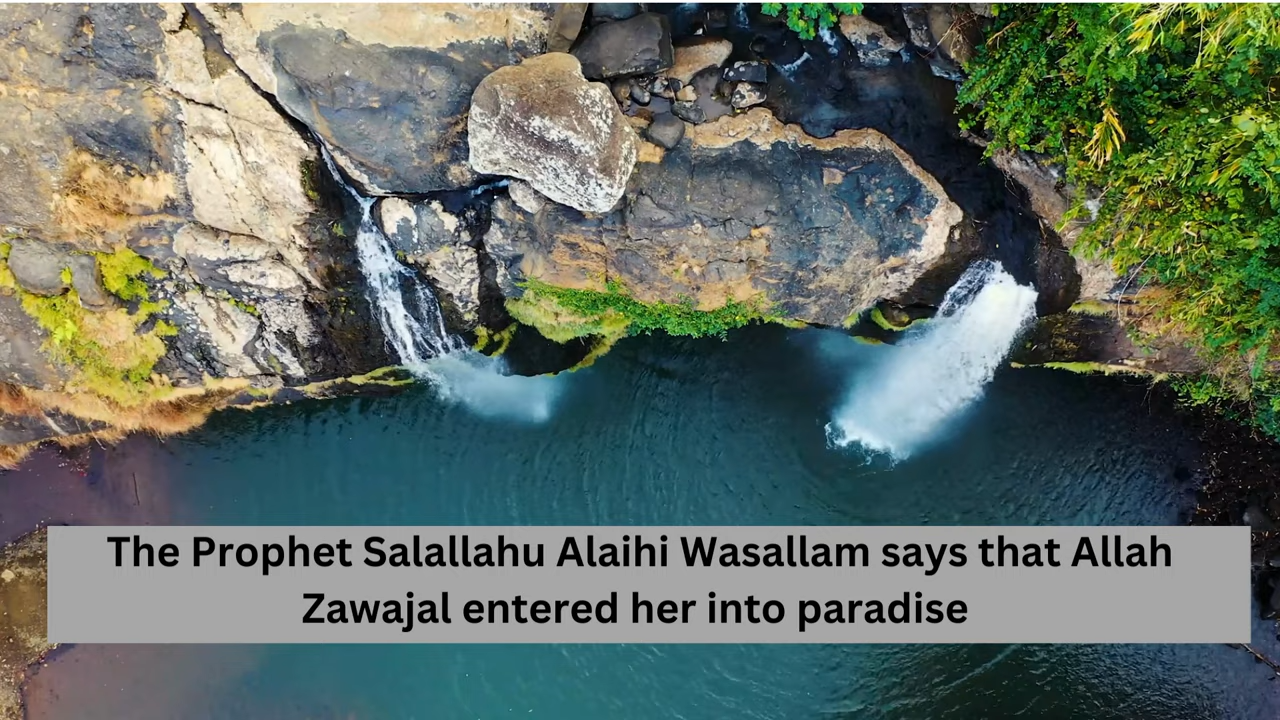 The Prophet Salallahu Alaihi Wasallam says that Allah
Zawajal entered her into paradise